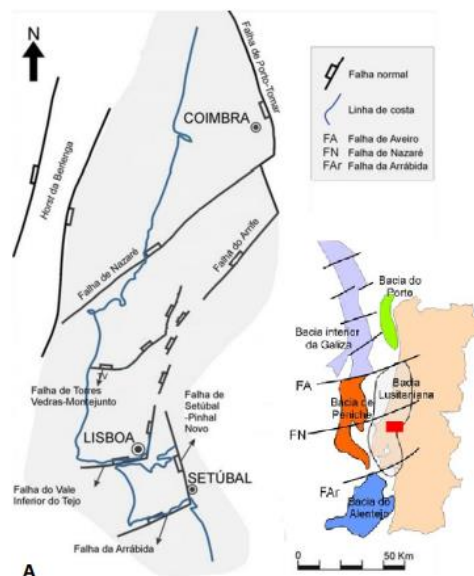 N
Falha de Porto-Tomar
COIMBRA
Horst da Berlenga
Falha de Nazaré
Falha do Arrife
Falha de Torres
Vedras-Montejunto
Falha de
Setúbal
-Pinhal
Novo
LISBOA
SETÚBAL
Falha do Vale
Inferior do Tejo
Falha da Arrábida
A
LEGENDA
Falha normal
Linha de costa
FA Falha de Aveiro
FN Falha de Nazaré
FAr Falha da Arrábida
Bacia do
Porto
Bacia interior
da Galiza
FA
Bacia
Lusitaniana
Bacia de
Peniche
FN
FAr
Bacia do
Alentejo
0 50 Km